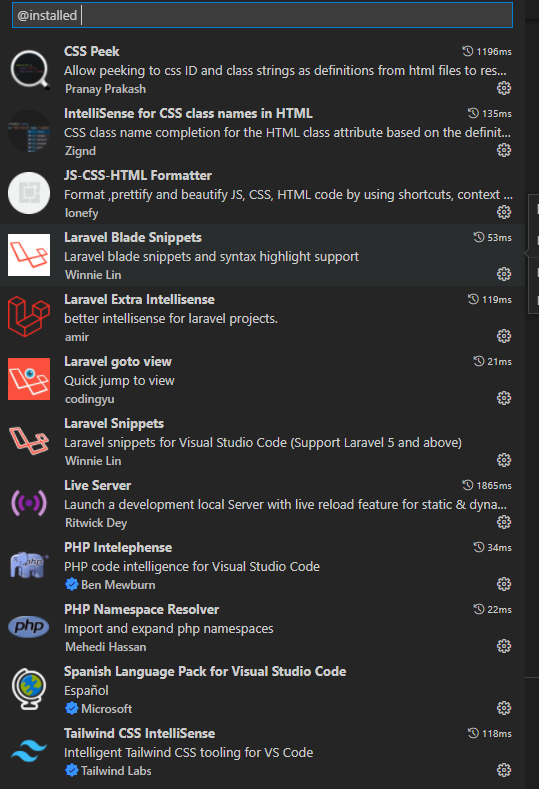 @installed
CSS Peek 1196ms
Allow peeking to css ID and class strings as definitions from html files to res...
Pranay Prakash
IntelliSense for CSS class names in HTML 135ms
CSS class name completion for the HTML class attribute based on the definit...
Zignd
JS-CSS-HTML Formatter
Format ,prettify and beautify JS, CSS, HTML code by using shortcuts, context ...
lonefy
Laravel Blade Snippets 53ms
Laravel blade snippets and syntax highlight support
Winnie Lin
Laravel Extra Intellisense 119ms
better intellisense for laravel projects.
amir
Laravel goto view 21ms
Quick jump to view
codingyu
Laravel Snippets
Laravel snippets for Visual Studio Code (Support Laravel 5 and above)
Winnie Lin
Live Server 1865ms
Launch a development local Server with live reload feature for static & dyna...
Ritwick Dey
php
PHP Intelephense 34ms
PHP code intelligence for Visual Studio Code
Ben Mewburn
php
PHP Namespace Resolver 22ms
Import and expand php namespaces
Mehedi Hassan
Spanish Language Pack for Visual Studio Code
Español
Microsoft
Tailwind CSS IntelliSense 118ms
Intelligent Tailwind CSS tooling for VS Code
Tailwind Labs